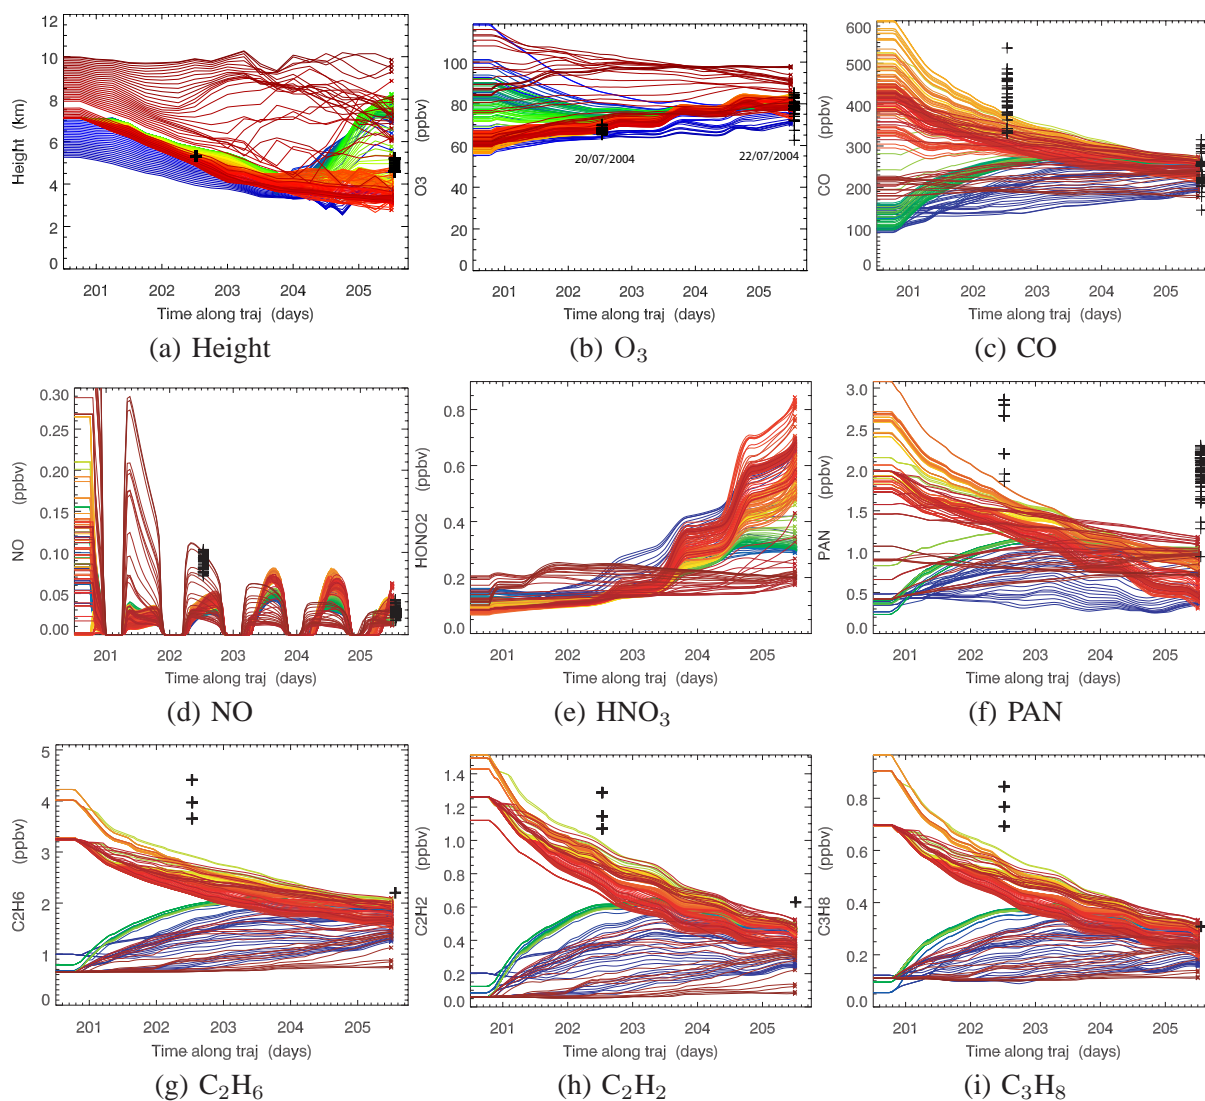 12
10
8
6
4
2
0
Height (km)
201 202 203 204 205
Time along traj (days)
(a) Height
100
80
60
40
20
0
O3 (ppbv)
20/07/2004
22/07/2004
201 202 203 204 205
Time along traj (days)
(b) O₃
600
500
400
300
200
100
0
CO (ppbv)
201 202 203 204 205
Time along traj (days)
(c) CO
0.30
0.25
0.20
0.15
0.10
0.05
0.00
NO (ppbv)
201 202 203 204 205
Time along traj (days)
(d) NO
0.8
0.6
0.4
0.2
0.0
HONO2 (ppbv)
201 202 203 204 205
Time along traj (days)
(e) HNO₃
3.0
2.5
2.0
1.5
1.0
0.5
0.0
PAN (ppbv)
201 202 203 204 205
Time along traj (days)
(f) PAN
5
4
3
2
1
0
C2H6 (ppbv)
201 202 203 204 205
Time along traj (days)
(g) C₂H₆
1.4
1.2
1.0
0.8
0.6
0.4
0.2
0.0
C2H2 (ppbv)
201 202 203 204 205
Time along traj (days)
(h) C₂H₂
0.8
0.6
0.4
0.2
0.0
C3H8 (ppbv)
201 202 203 204 205
Time along traj (days)
(i) C₃H₈